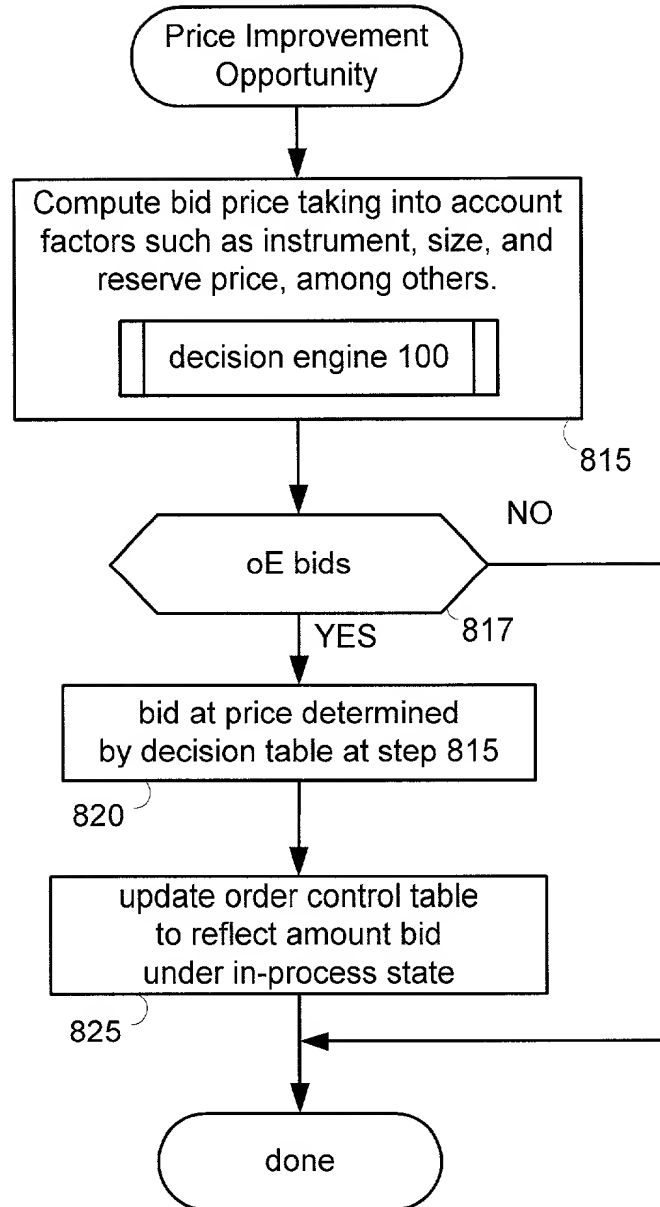 Price Improvement
Opportunity
Compute bid price taking into account
factors such as instrument, size, and
reserve price, among others.
decision engine 100
815
NO
oE bids
817
YES
bid at price determined
by decision table at step 815
820
update order control table
to reflect amount bid
under in-process state
825
done